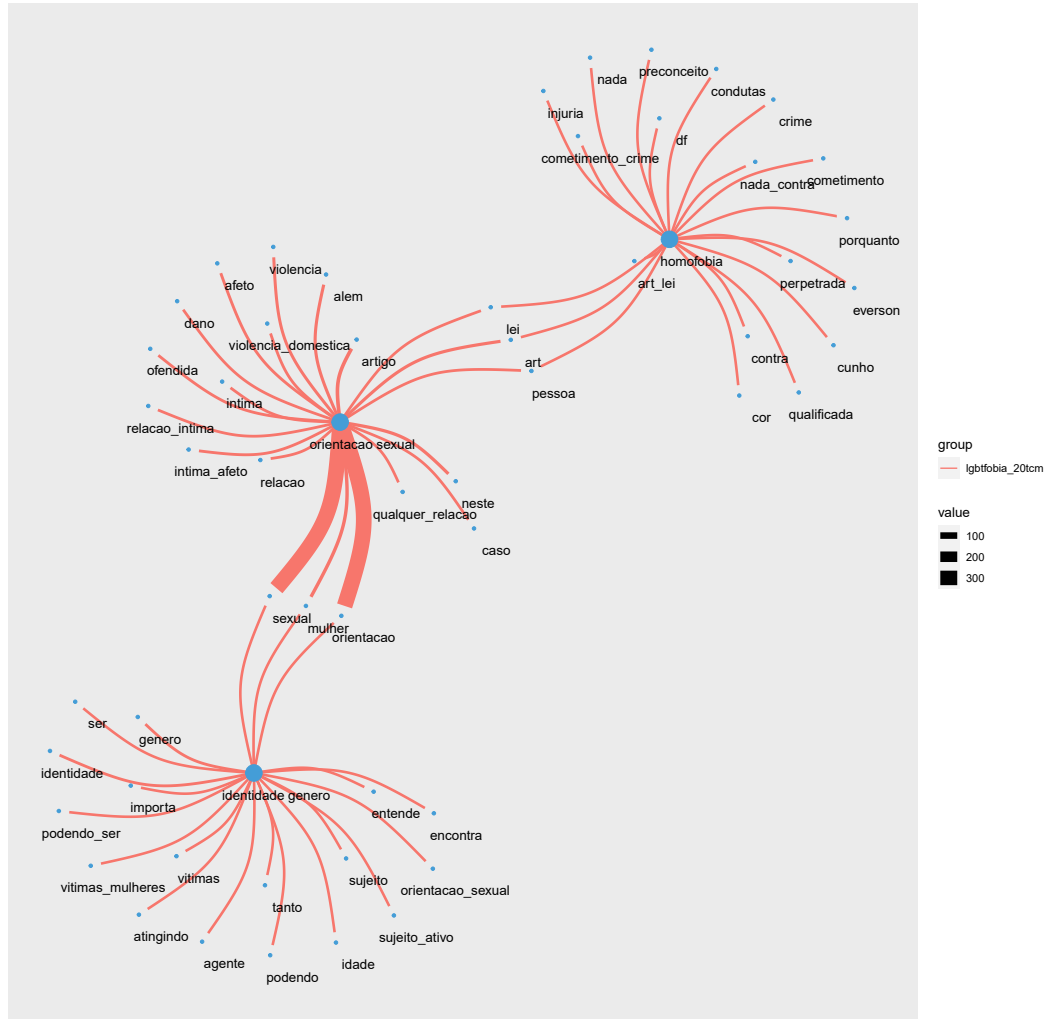 preconceito
nada
condutas
injuria
crime
df
cometimento_crime
nada_contra
cometimento
porquanto
homofobia
violencia
art_lei
perpetrada
afeto
alem
everson
dano
lei
violencia_domestica
contra
artigo
art
cunho
ofendida
pessoa
intima
cor
qualificada
relacao_intima
orientacao sexual
group
intima_afeto
lgbtfobia_20tcm
relacao
neste
qualquer_relacao
value
100
caso
200
300
sexual
mulher
orientacao
ser
genero
identidade
identidade genero
importa
entende
podendo_ser
encontra
vitimas
sujeito
vitimas_mulheres
orientacao_sexual
tanto
atingindo
sujeito_ativo
agente
idade
podendo